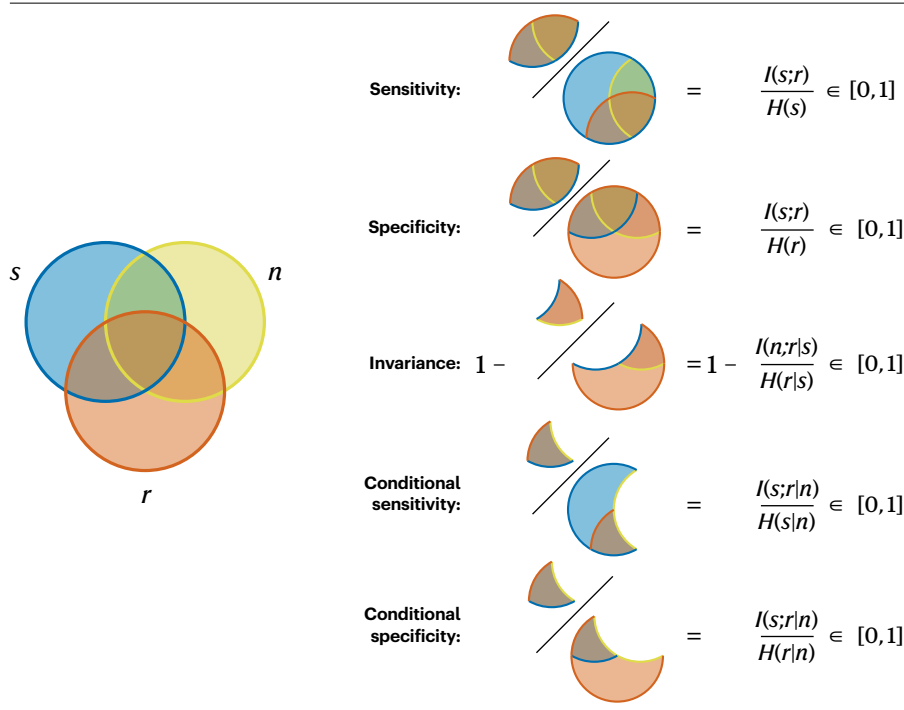 s n
r
Sensitivity: = I(s;r)/H(s) ∈ [0,1]
Specificity: = I(s;r)/H(r) ∈ [0,1]
Invariance: 1 – = 1 – I(n;r|s)/H(r|s) ∈ [0,1]
Conditional
sensitivity: = I(s;r|n)/H(s|n) ∈ [0,1]
Conditional
specificity: = I(s;r|n)/H(r|n) ∈ [0,1]